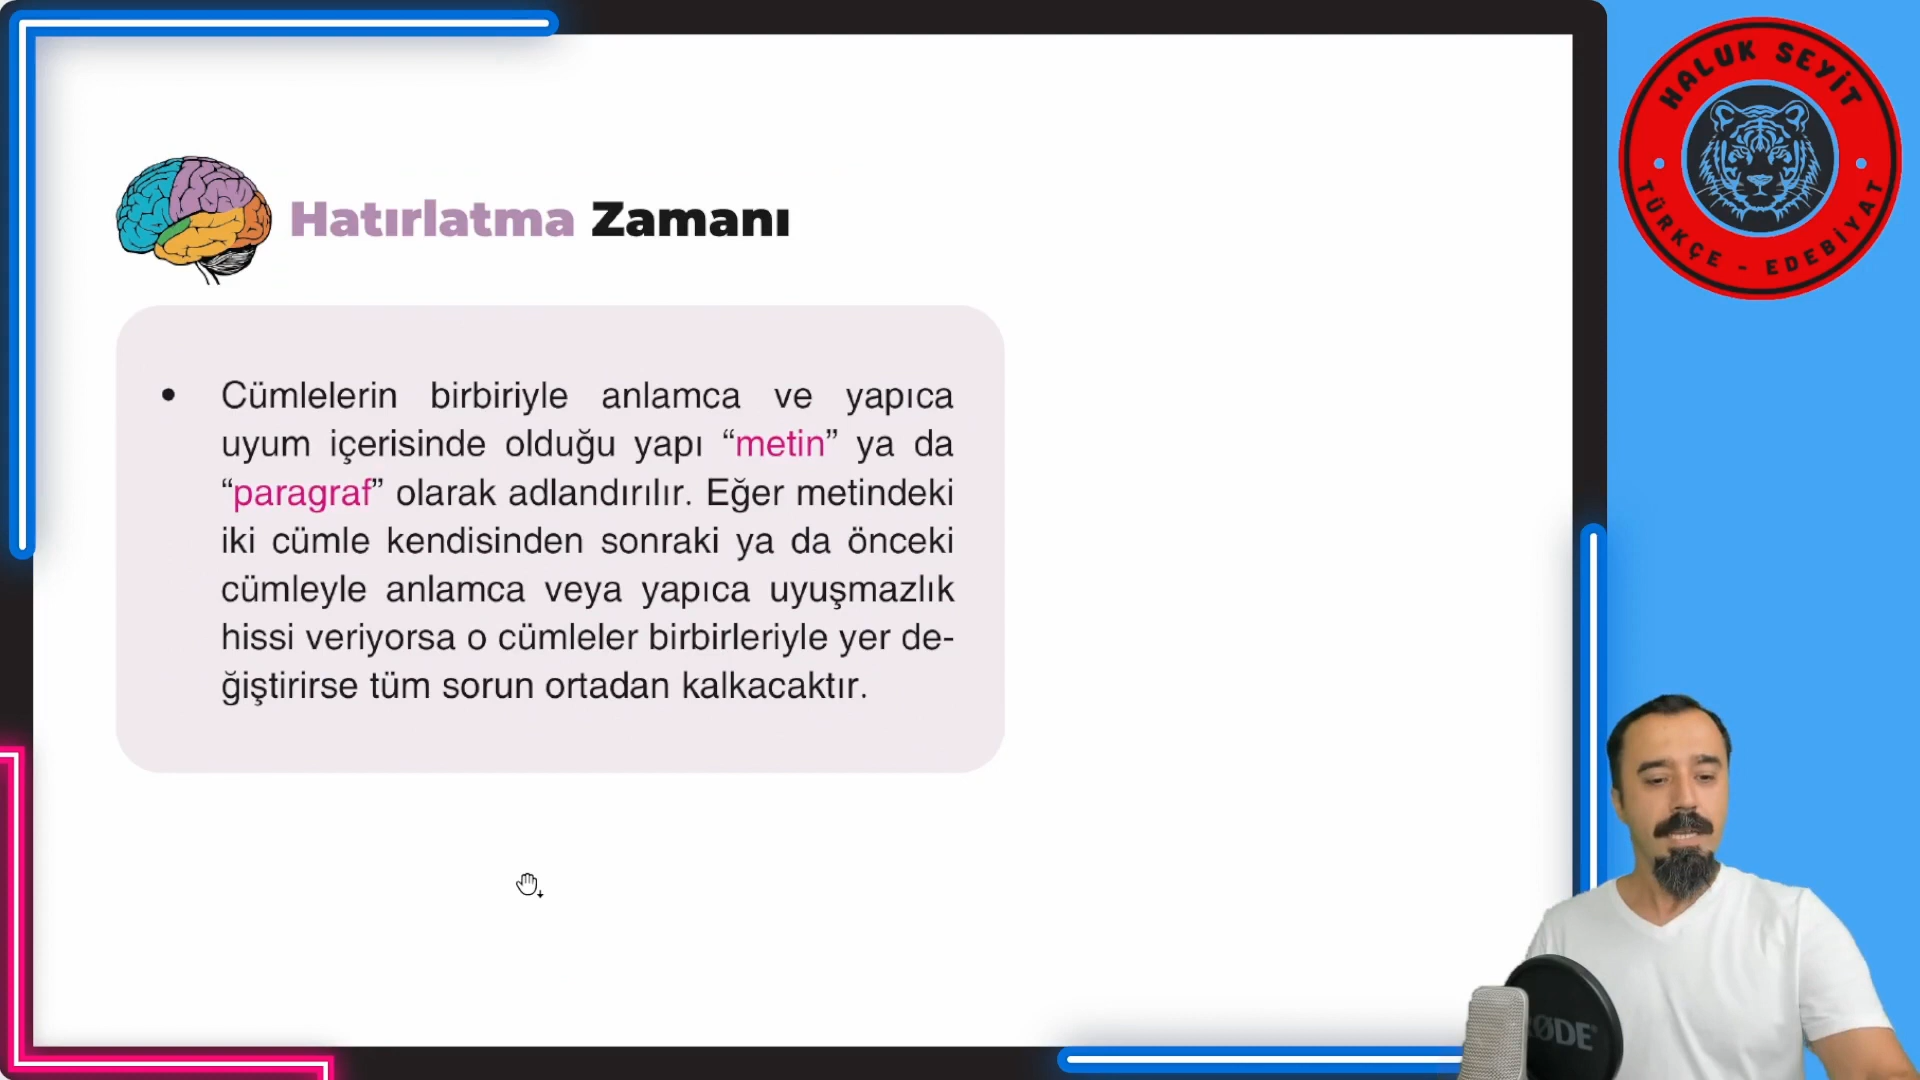 HALUK SEYİT
TÜRKÇE - EDEBİYAT
Hatırlatma Zamanı
• Cümlelerin birbiriyle anlamca ve yapıca
uyum içerisinde olduğu yapı “metin” ya da
“paragraf” olarak adlandırılır. Eğer metindeki
iki cümle kendisinden sonraki ya da önceki
cümleyle anlamca veya yapıca uyuşmazlık
hissi veriyorsa o cümleler birbirleriyle yer de-
ğiştirirse tüm sorun ortadan kalkacaktır.
RØDE